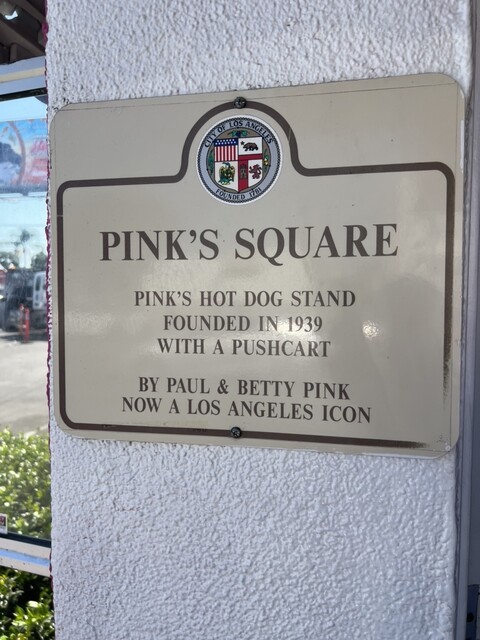 CITY OF LOS ANGELES
FOUNDED 1781
PINK'S SQUARE
PINK'S HOT DOG STAND
FOUNDED IN 1939
WITH A PUSHCART
BY PAUL & BETTY PINK
NOW A LOS ANGELES ICON